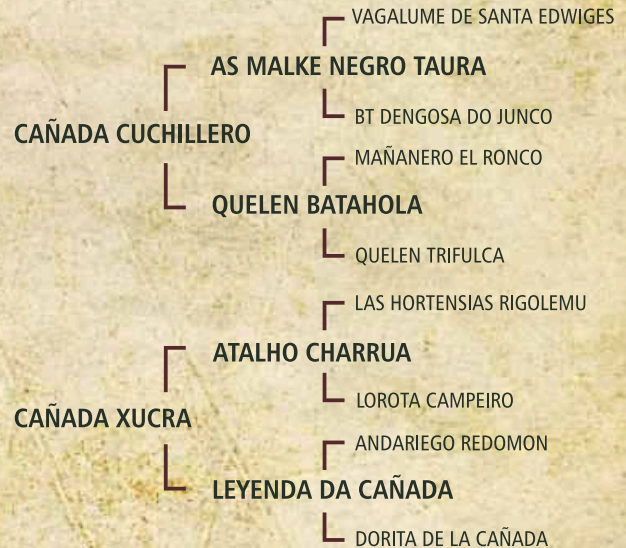 VAGALUME DE SANTA EDWIGES
AS MALKE NEGRO TAURA
BT DENGOSA DO JUNCO
CAÑADA CUCHILLERO
MAÑANERO EL RONCO
QUELEN BATAHOLA
QUELEN TRIFULCA
LAS HORTENSIAS RIGOLEMU
ATALHO CHARRUA
LOROTA CAMPEIRO
CAÑADA XUCRA
ANDARIEGO REDOMON
LEYENDA DA CAÑADA
DORITA DE LA CAÑADA